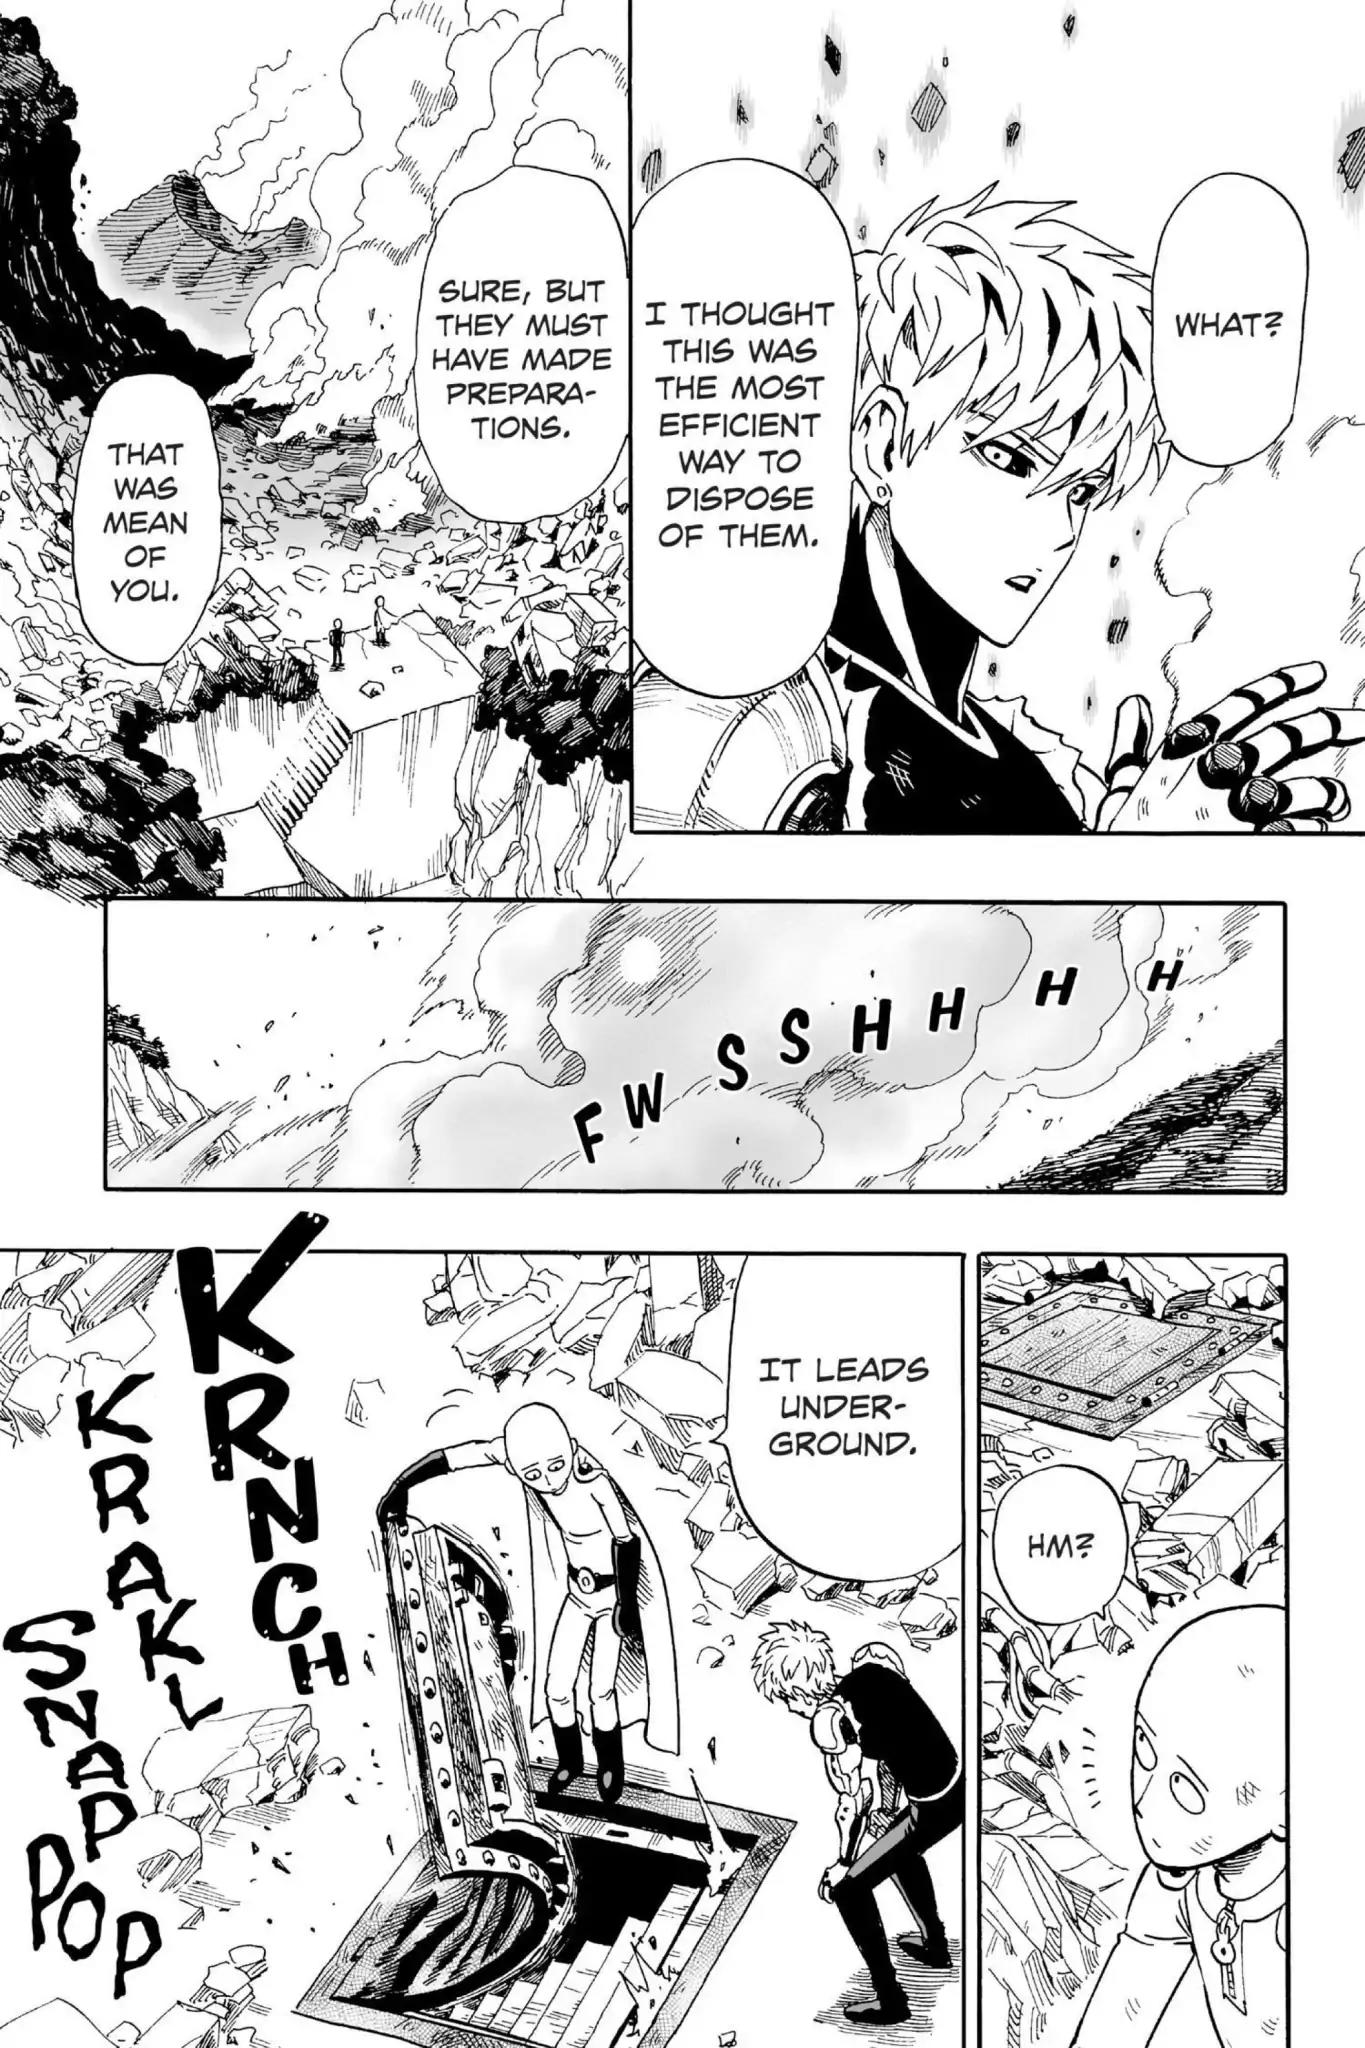 WHAT?
I THOUGHT
THIS WAS
THE MOST
EFFICIENT
WAY TO
DISPOSE
OF THEM.
SURE, BUT
THEY MUST
HAVE MADE
PREPARA-
TIONS.
THAT
WAS
MEAN
OF
YOU.
FWSSHHHH
HM?
IT LEADS
UNDER-
GROUND.
KRNCH
KRAKL
SNAP
POP